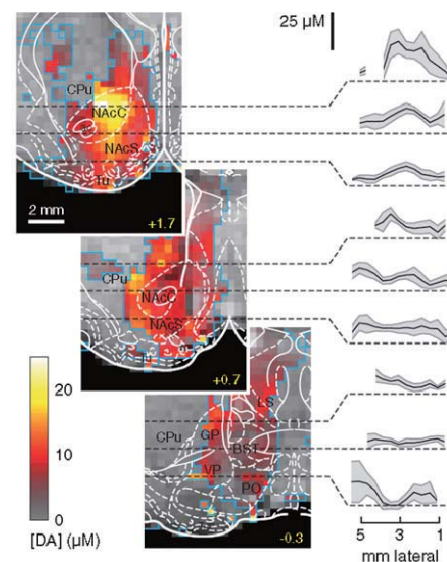 25 µM
CPu
NAcC
NAcS
Tu
2 mm
+1.7
CPu
NAcC
NAcS
+0.7
20
10
0
[DA] (µM)
LS
CPu
GP
BST
VP
PO
-0.3
5 3 1
mm lateral